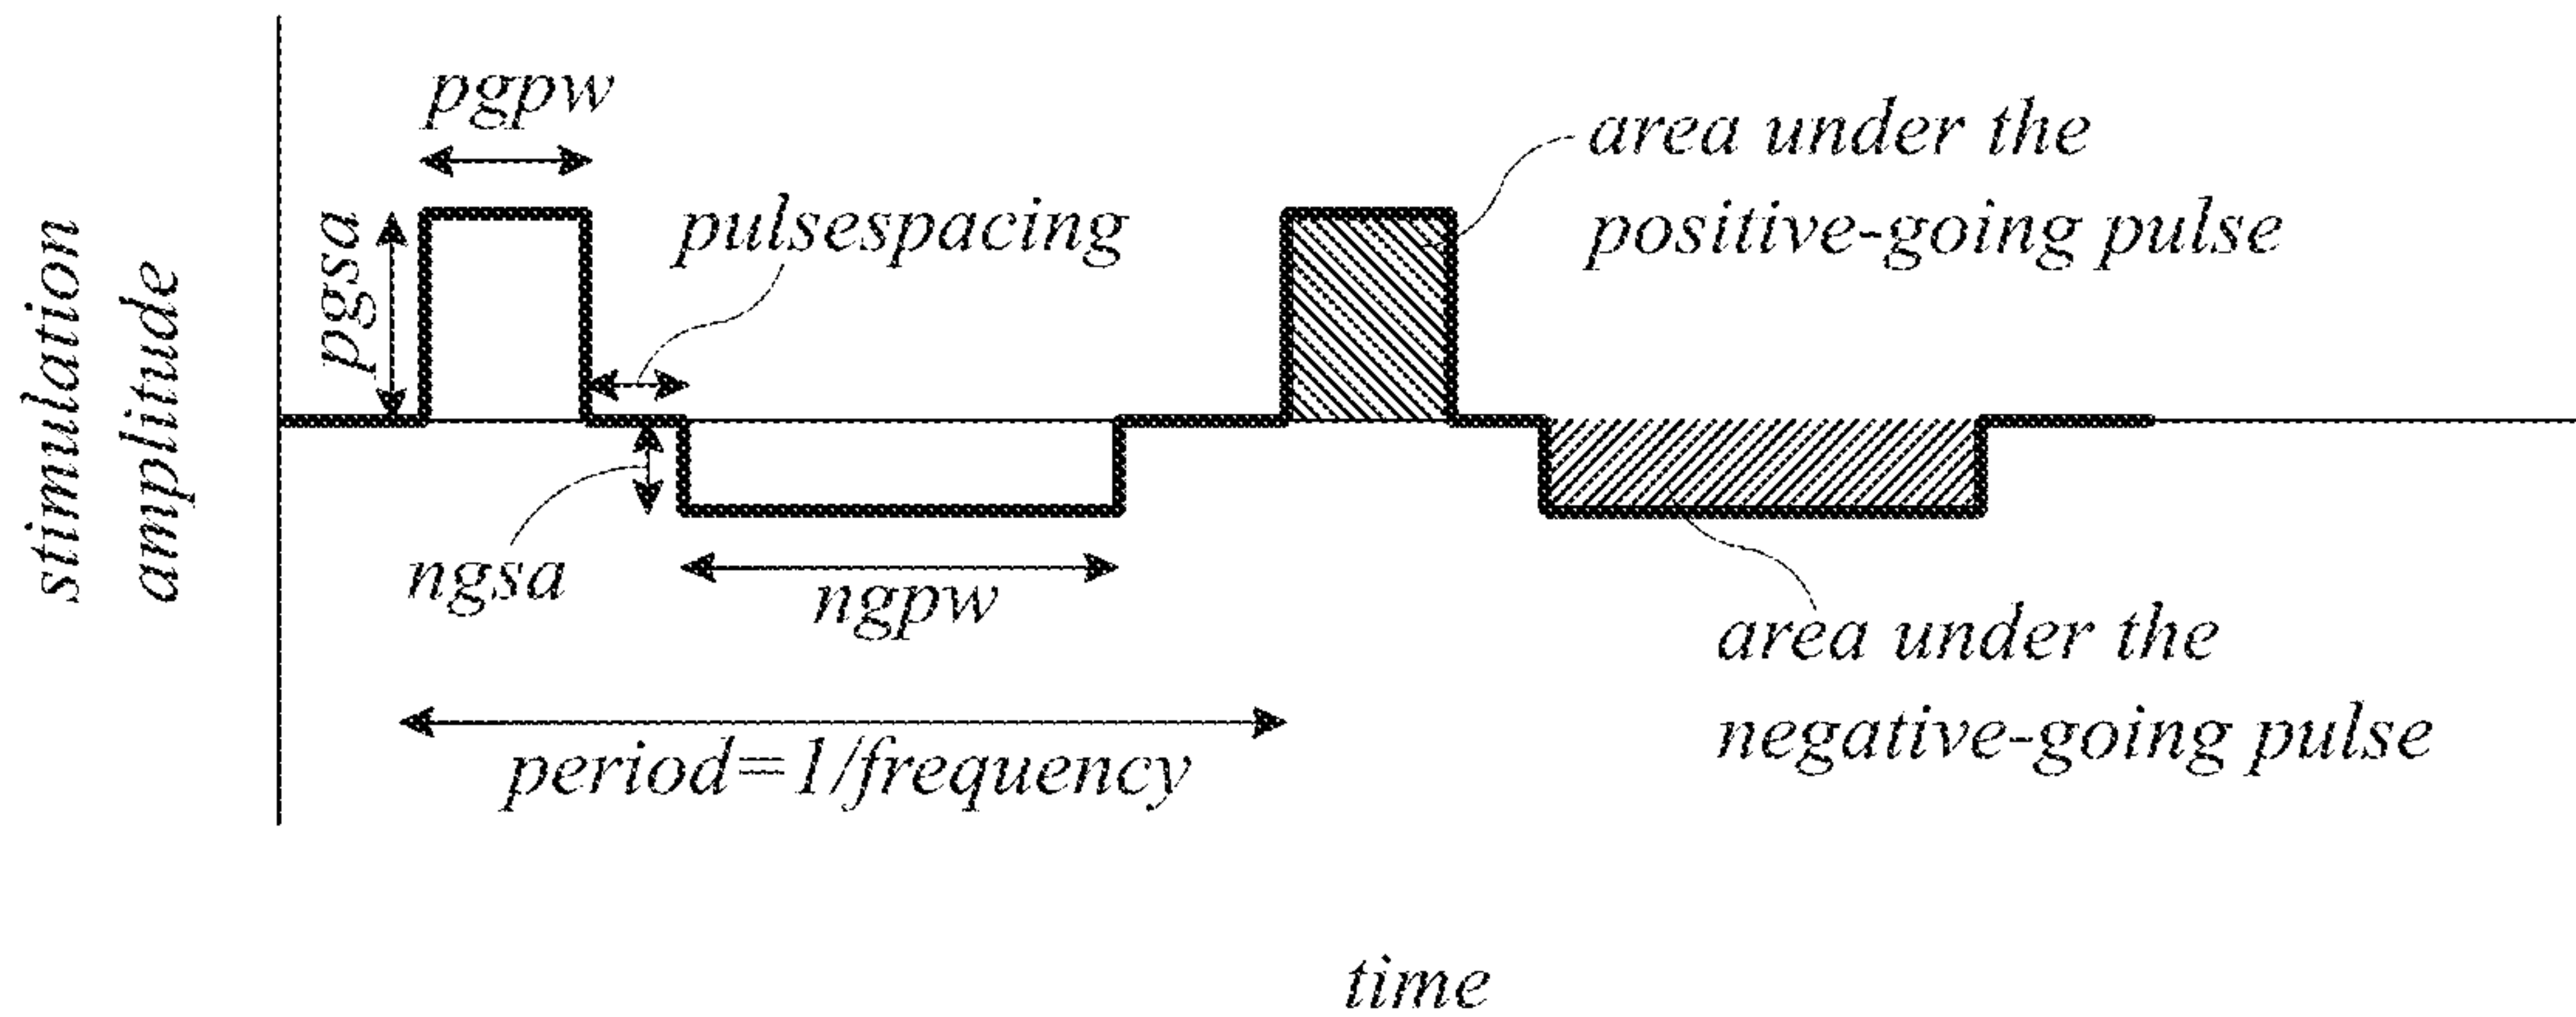 pgpw
area under the
positive-going pulse
pulsespacing
pgsa
stimulation
amplitude
ngsa
ngpw
area under the
negative-going pulse
period=1/frequency
time